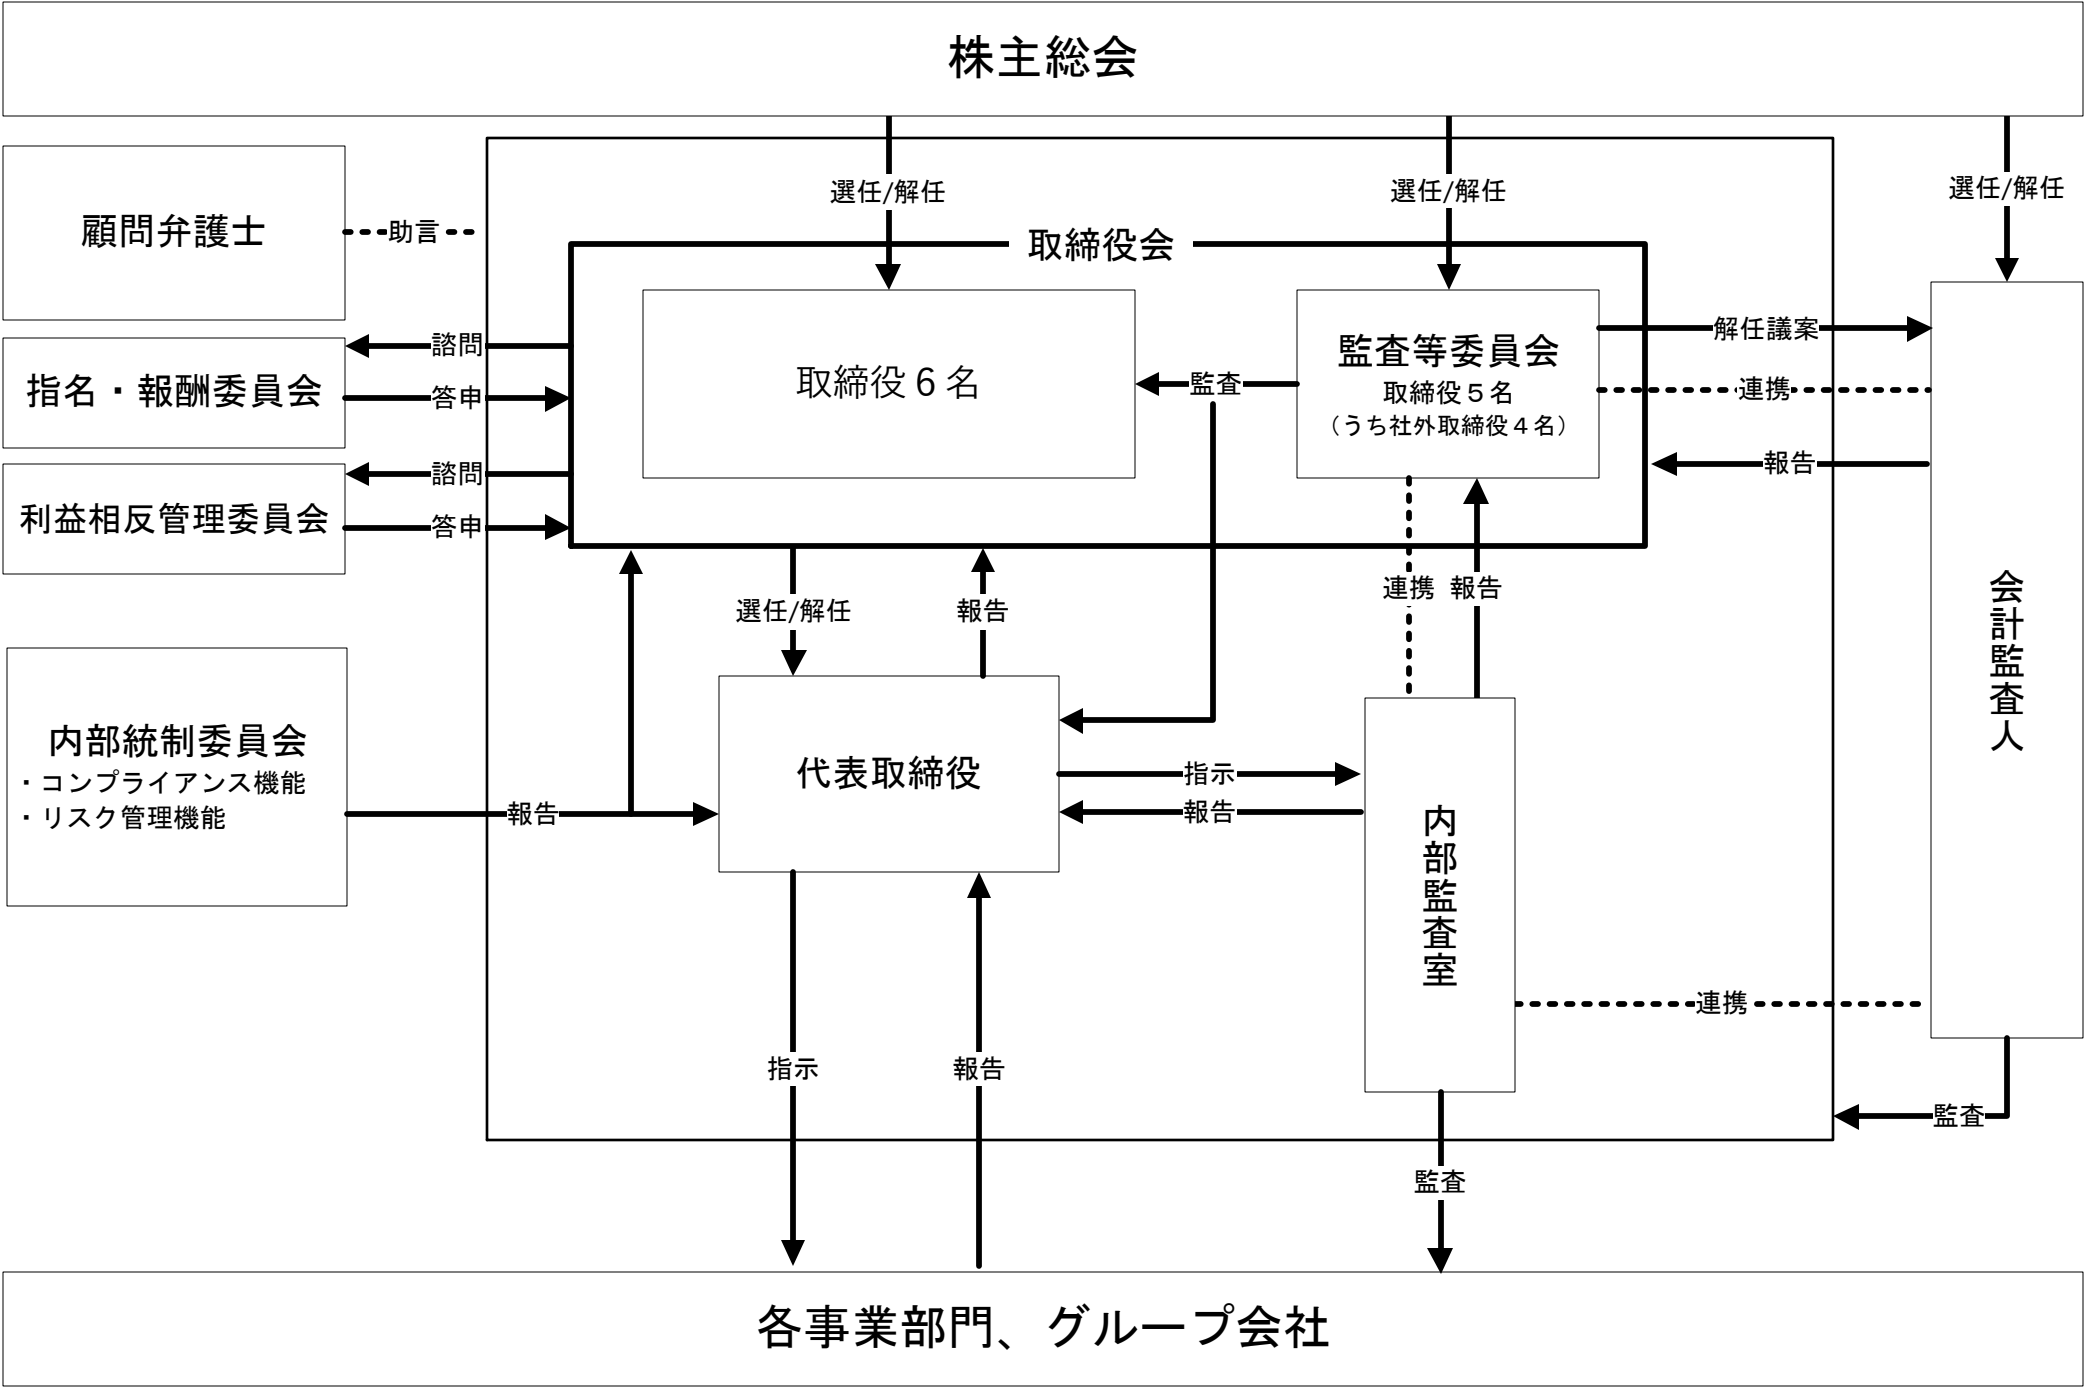 株主総会
選任/解任
選任/解任
選任/解任
顧問弁護士
助言
取締役会
諮問
指名・報酬委員会
答申
取締役６名
監査
監査等委員会
取締役５名
（うち社外取締役４名）
解任議案
連携
報告
諮問
利益相反管理委員会
答申
選任/解任
報告
連携
報告
会計監査人
内部統制委員会
・コンプライアンス機能
・リスク管理機能
報告
代表取締役
指示
報告
内部監査室
連携
指示
報告
監査
監査
各事業部門、グループ会社